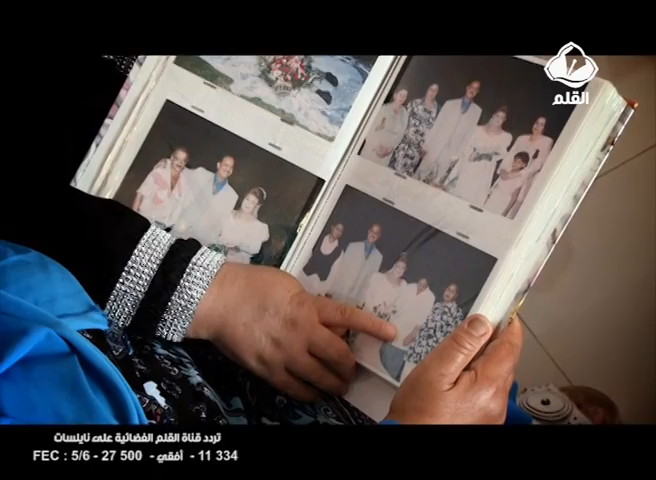 القلم
تردد قناة القلم الفضائية على نايلسات
FEC : 5/6 - 27 500 - أفقي - 11 334